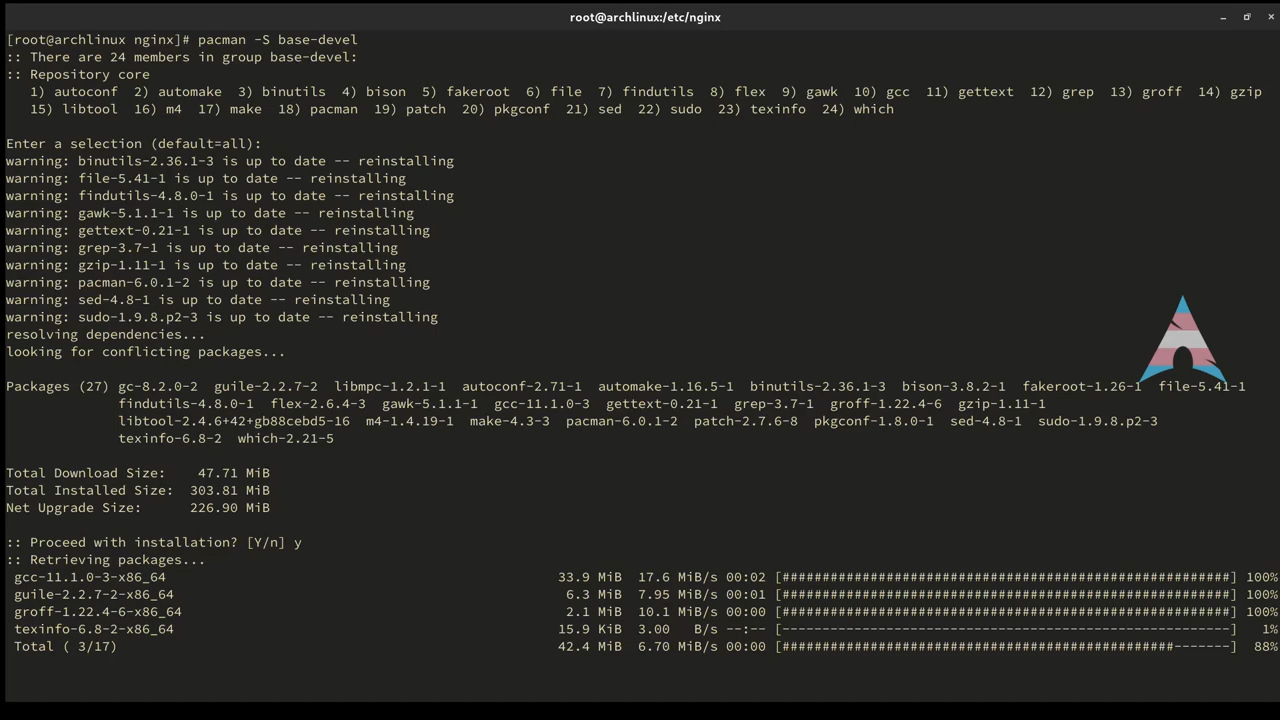 root@archlinux:/etc/nginx
[root@archlinux nginx]# pacman -S base-devel
:: There are 24 members in group base-devel:
:: Repository core
   1) autoconf  2) automake  3) binutils  4) bison  5) fakeroot  6) file  7) findutils  8) flex  9) gawk  10) gcc  11) gettext  12) grep  13) groff  14) gzip
   15) libtool  16) m4  17) make  18) pacman  19) patch  20) pkgconf  21) sed  22) sudo  23) texinfo  24) which
Enter a selection (default=all):
warning: binutils-2.36.1-3 is up to date -- reinstalling
warning: file-5.41-1 is up to date -- reinstalling
warning: findutils-4.8.0-1 is up to date -- reinstalling
warning: gawk-5.1.1-1 is up to date -- reinstalling
warning: gettext-0.21-1 is up to date -- reinstalling
warning: grep-3.7-1 is up to date -- reinstalling
warning: gzip-1.11-1 is up to date -- reinstalling
warning: pacman-6.0.1-2 is up to date -- reinstalling
warning: sed-4.8-1 is up to date -- reinstalling
warning: sudo-1.9.8.p2-3 is up to date -- reinstalling
resolving dependencies...
looking for conflicting packages...
Packages (27) gc-8.2.0-2  guile-2.2.7-2  libmpc-1.2.1-1  autoconf-2.71-1  automake-1.16.5-1  binutils-2.36.1-3  bison-3.8.2-1  fakeroot-1.26-1  file-5.41-1
              findutils-4.8.0-1  flex-2.6.4-3  gawk-5.1.1-1  gcc-11.1.0-3  gettext-0.21-1  grep-3.7-1  groff-1.22.4-6  gzip-1.11-1
              libtool-2.4.6+42+gb88cebd5-16  m4-1.4.19-1  make-4.3-3  pacman-6.0.1-2  patch-2.7.6-8  pkgconf-1.8.0-1  sed-4.8-1  sudo-1.9.8.p2-3
              texinfo-6.8-2  which-2.21-5
Total Download Size:    47.71 MiB
Total Installed Size:  303.81 MiB
Net Upgrade Size:      226.90 MiB
:: Proceed with installation? [Y/n] y
:: Retrieving packages...
 gcc-11.1.0-3-x86_64    33.9 MiB  17.6 MiB/s 00:02 [########################################################] 100%
 guile-2.2.7-2-x86_64    6.3 MiB  7.95 MiB/s 00:01 [########################################################] 100%
 groff-1.22.4-6-x86_64    2.1 MiB  10.1 MiB/s 00:00 [########################################################] 100%
 texinfo-6.8-2-x86_64    15.9 KiB  3.00   B/s --:-- [--------------------------------------------------------]   1%
 Total ( 3/17)    42.4 MiB  6.70 MiB/s 00:00 [#################################################-------]  88%